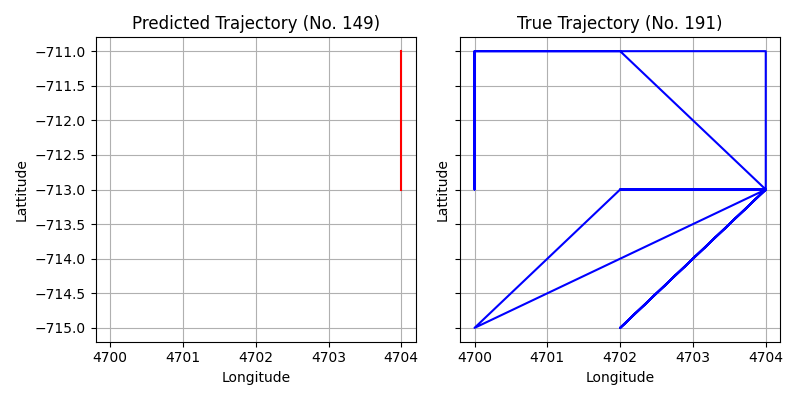 Predicted Trajectory (No. 149)
True Trajectory (No. 191)
−711.0
−711.5
−712.0
−712.5
−713.0
−713.5
−714.0
−714.5
−715.0
Lattitude
Lattitude
4700 4701 4702 4703 4704
4700 4701 4702 4703 4704
Longitude
Longitude